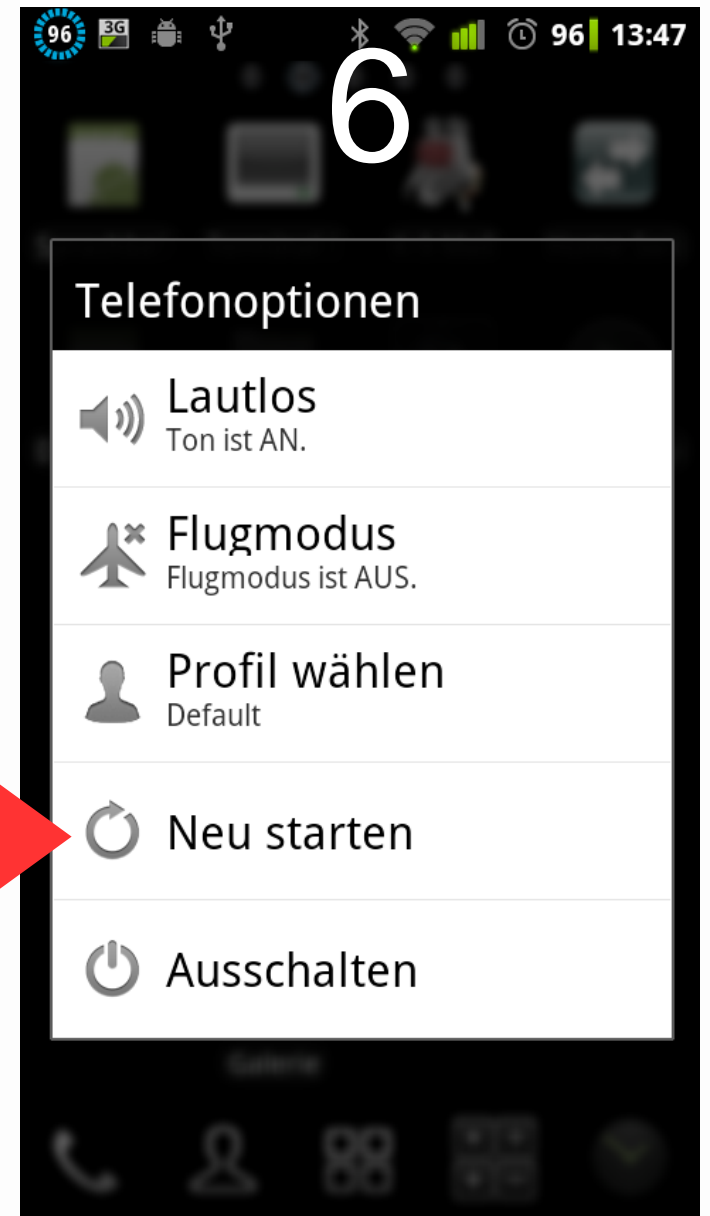 96 3G 96 13:47
6
Telefonoptionen
Lautlos
Ton ist AN.
Flugmodus
Flugmodus ist AUS.
Profil wählen
Default
Neu starten
Ausschalten
Galerie